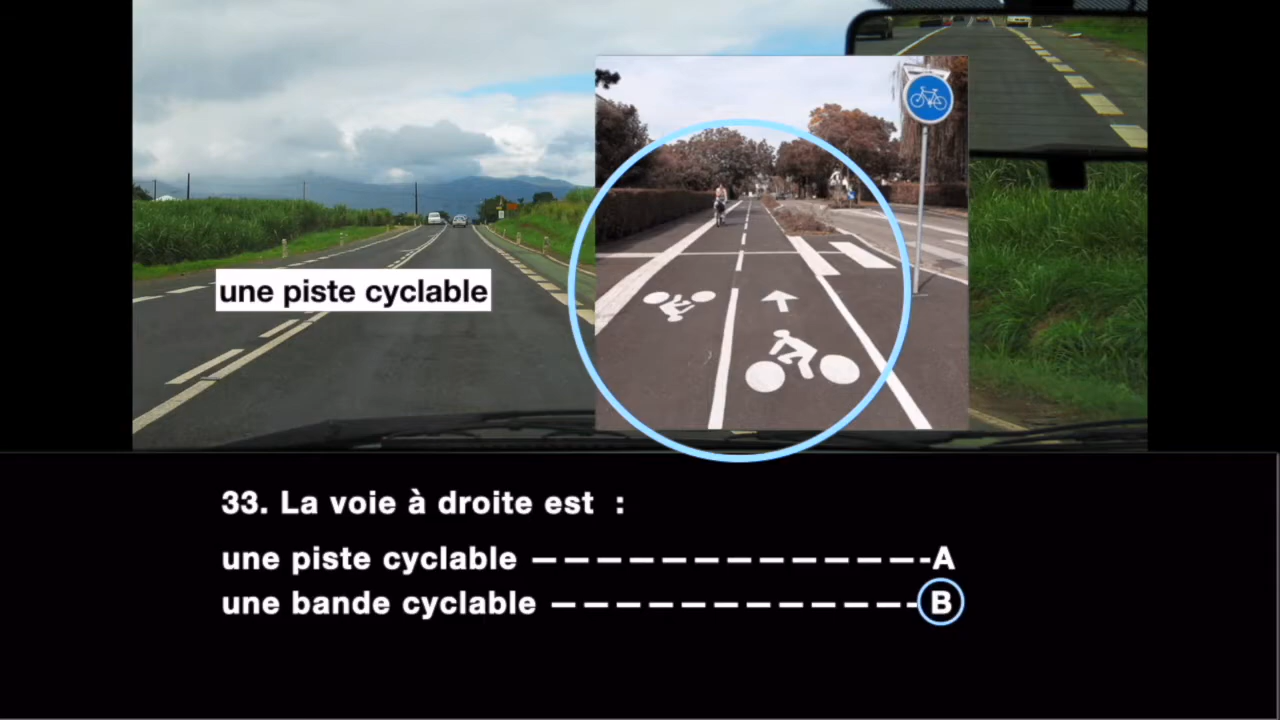 une piste cyclable
33. La voie à droite est :
une piste cyclable ‒ ‒ ‒ ‒ ‒ ‒ ‒ ‒ ‒ ‒ ‒ ‒ -A
une bande cyclable ‒ ‒ ‒ ‒ ‒ ‒ ‒ ‒ ‒ ‒ ‒ -B